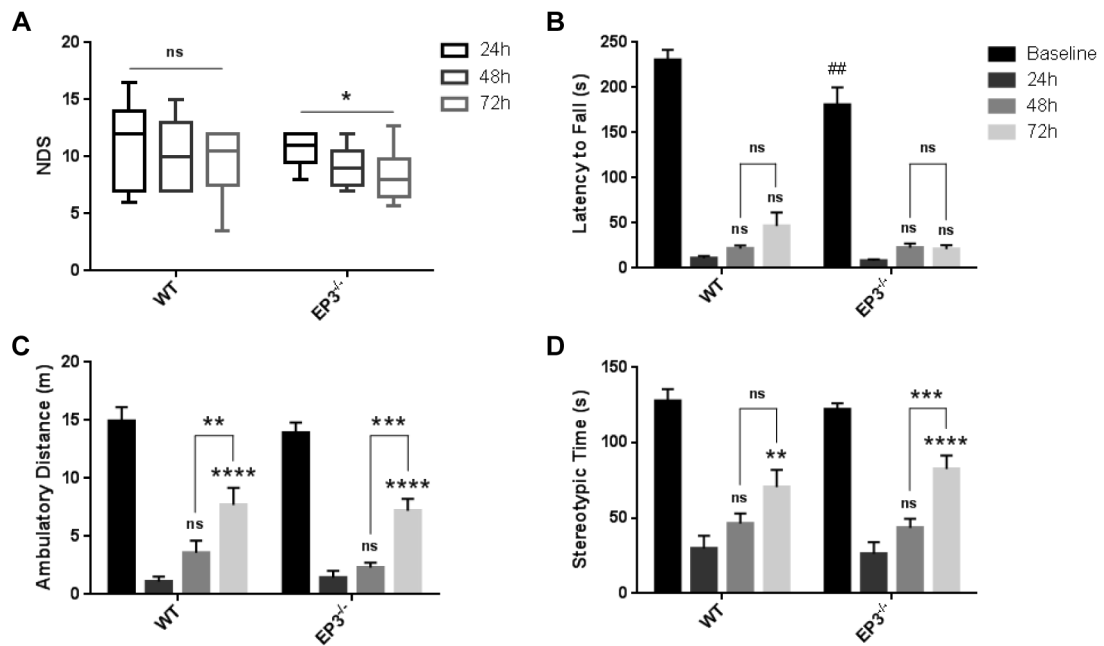 A
20
15
10
5
0
NDS
ns
*
24h
48h
72h
WT
EP3-/-
B
250
200
150
100
50
0
Latency to Fall (s)
##
ns
ns
ns
ns
ns
ns
Baseline
24h
48h
72h
WT
EP3-/-
C
20
15
10
5
0
Ambulatory Distance (m)
**
***
****
****
ns
ns
WT
EP3-/-
D
150
100
50
0
Stereotypic Time (s)
ns
***
**
****
ns
ns
WT
EP3-/-